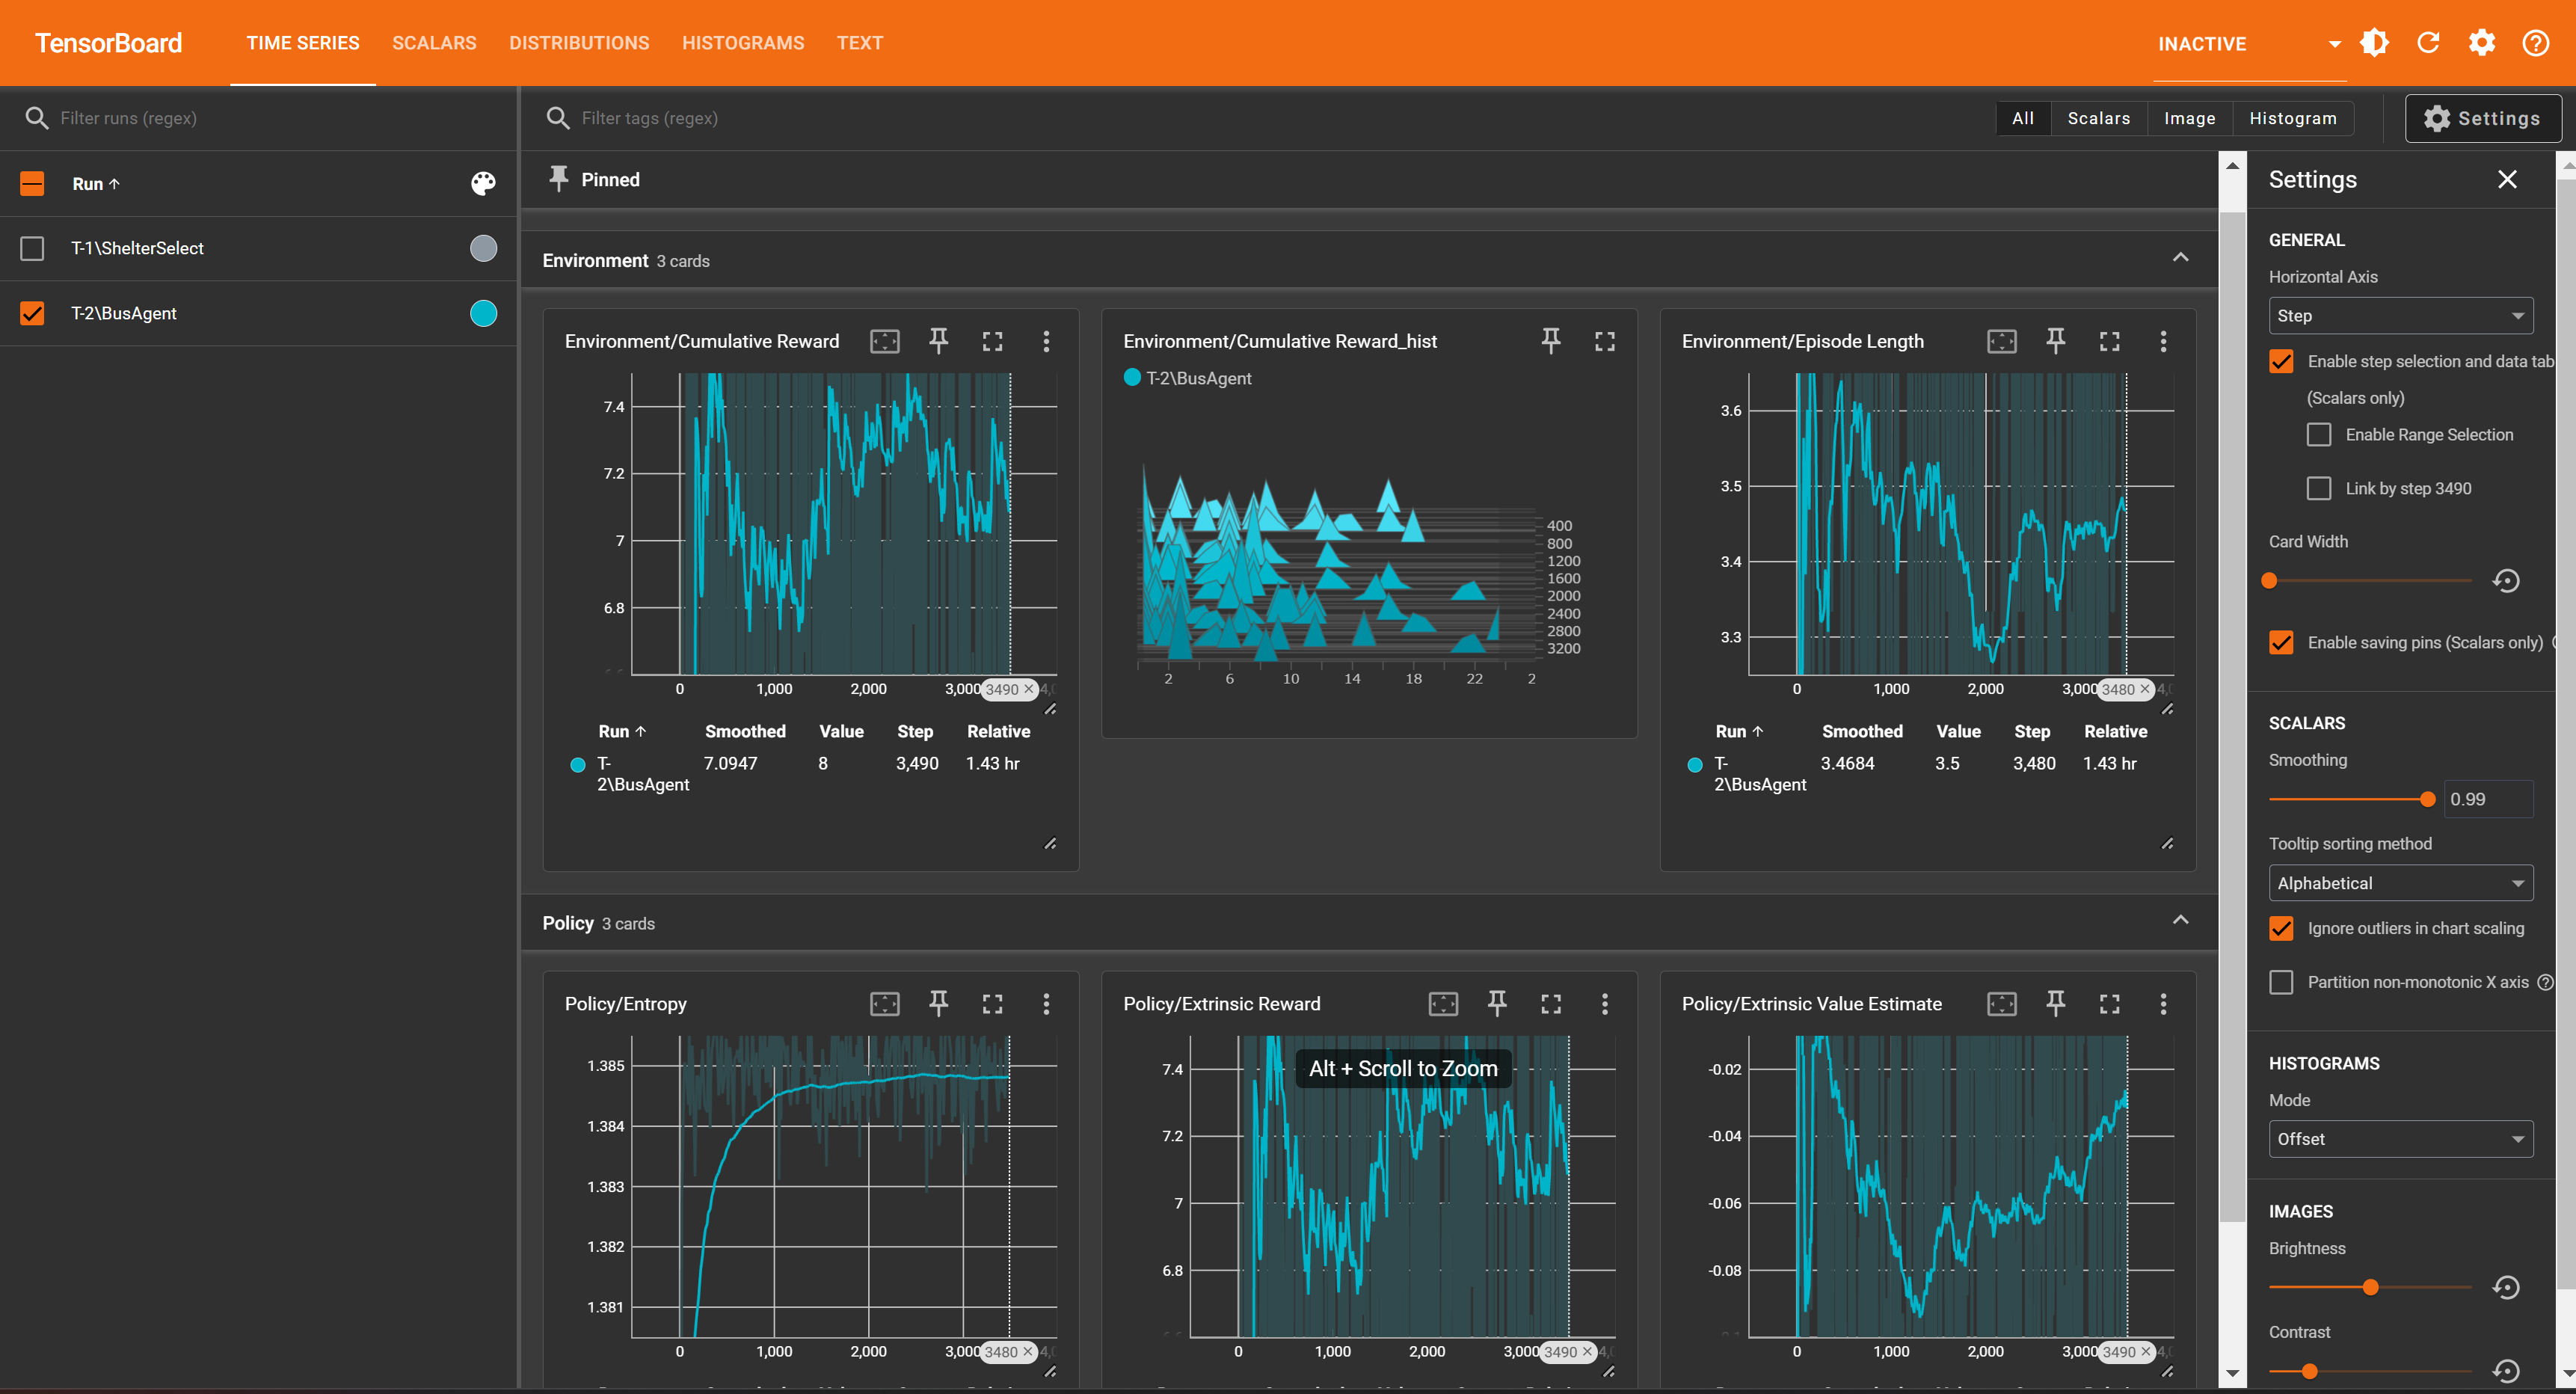 TensorBoard TIME SERIES SCALARS DISTRIBUTIONS HISTOGRAMS TEXT INACTIVE
Filter runs (regex)
Run
T-1\ShelterSelect
T-2\BusAgent
Filter tags (regex)
All Scalars Image Histogram Settings
Pinned
Environment 3 cards
Environment/Cumulative Reward
7.4
7.2
7
6.8
0 1,000 2,000 3,000 3490
Run Smoothed Value Step Relative
T- 7.0947 8 3,490 1.43 hr
2\BusAgent
Environment/Cumulative Reward_hist
T-2\BusAgent
400
800
1200
1600
2000
2400
2800
3200
2 6 10 14 18 22 2
Environment/Episode Length
3.6
3.5
3.4
3.3
0 1,000 2,000 3,000 3480
Run Smoothed Value Step Relative
T- 3.4684 3.5 3,480 1.43 hr
2\BusAgent
Policy 3 cards
Policy/Entropy
1.385
1.384
1.383
1.382
1.381
0 1,000 2,000 3,000 3480
Policy/Extrinsic Reward
Alt + Scroll to Zoom
7.4
7.2
7
6.8
0 1,000 2,000 3,000 3490
Policy/Extrinsic Value Estimate
-0.02
-0.04
-0.06
-0.08
0 1,000 2,000 3,000 3490
Settings
GENERAL
Horizontal Axis
Step
Enable step selection and data tab
(Scalars only)
Enable Range Selection
Link by step 3490
Card Width
Enable saving pins (Scalars only)
SCALARS
Smoothing
0.99
Tooltip sorting method
Alphabetical
Ignore outliers in chart scaling
Partition non-monotonic X axis
HISTOGRAMS
Mode
Offset
IMAGES
Brightness
Contrast